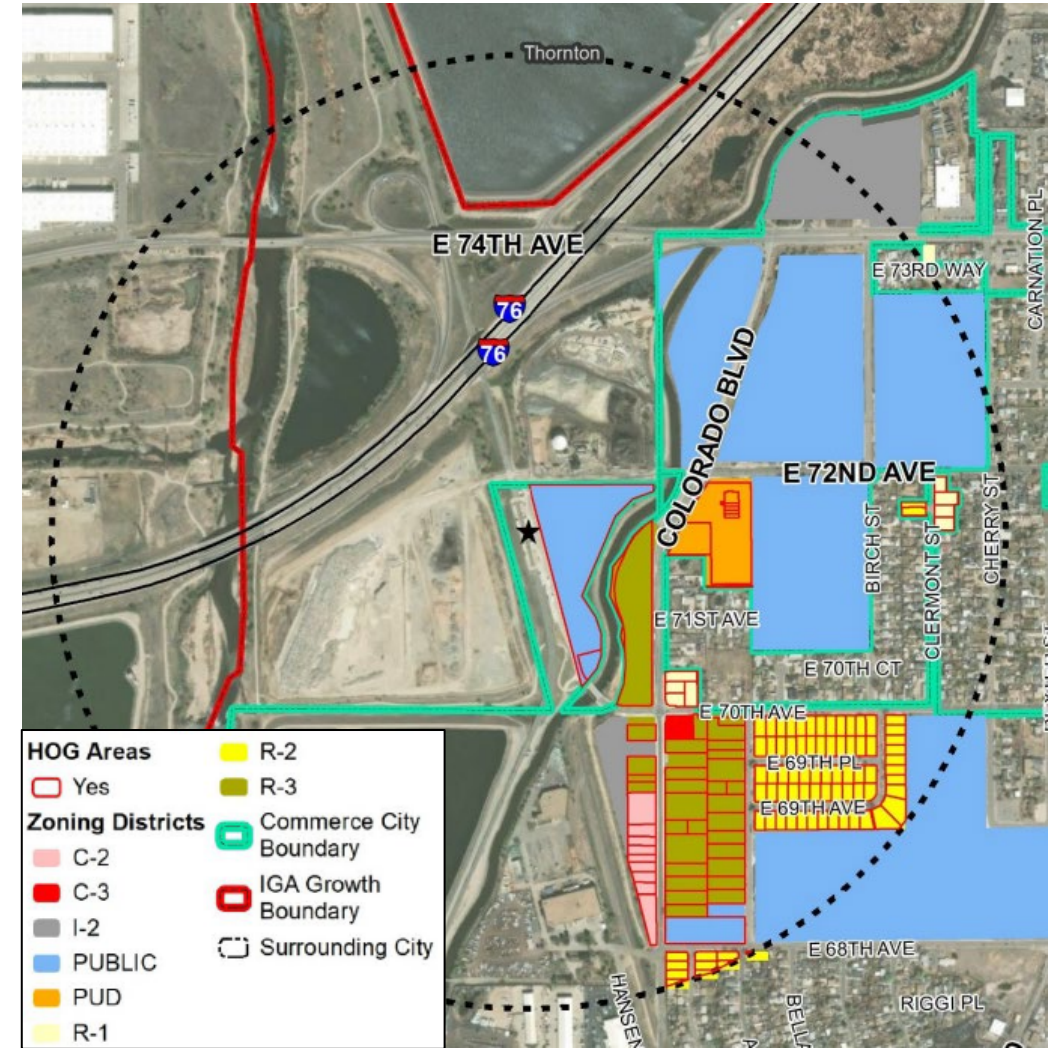 Thornton
E 74TH AVE
CARNATION PL
E 73RD WAY
76
76
COLORADO BLVD
E 72ND AVE
BIRCH ST
CLERMONT ST
CHERRY ST
E 71ST AVE
E 70TH CT
E 70TH AVE
E 69TH PL
E 69TH AVE
E 68TH AVE
HANSEN
BELLA
RIGGI PL
HOG Areas
Yes
Zoning Districts
C-2
C-3
I-2
PUBLIC
PUD
R-1
R-2
R-3
Commerce City
Boundary
IGA Growth
Boundary
Surrounding City